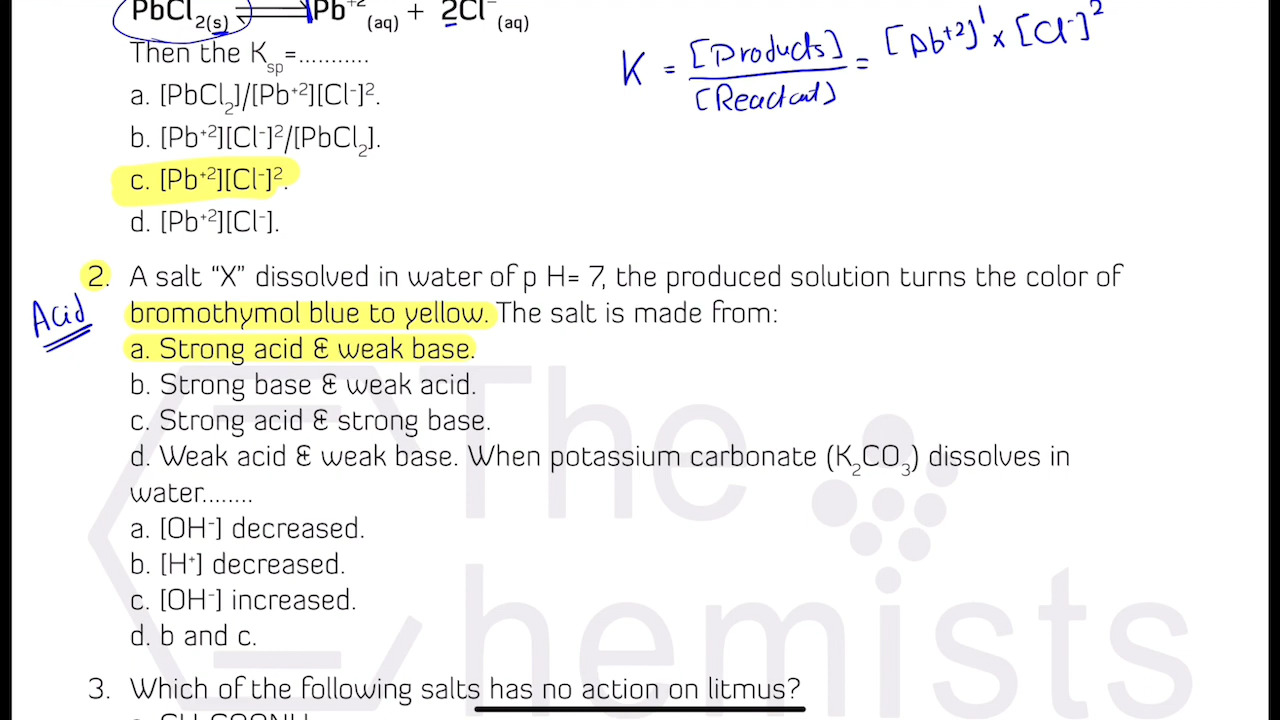 PbCl2(s) ⇌ Pb+2(aq) + 2Cl-(aq)
Then the Ksp=...........
K = [Products] / [Reactant] = [Pb+2]1 x [Cl-]2
a. [PbCl2]/[Pb+2][Cl-]2.
b. [Pb+2][Cl-]2/[PbCl2].
c. [Pb+2][Cl-]2.
d. [Pb+2][Cl-].
2. A salt “X” dissolved in water of p H= 7, the produced solution turns the color of
Acid
bromothymol blue to yellow. The salt is made from:
a. Strong acid & weak base.
b. Strong base & weak acid.
c. Strong acid & strong base.
d. Weak acid & weak base. When potassium carbonate (K2CO3) dissolves in
water........
a. [OH-] decreased.
b. [H+] decreased.
c. [OH-] increased.
d. b and c.
3. Which of the following salts has no action on litmus?
The
Chemists